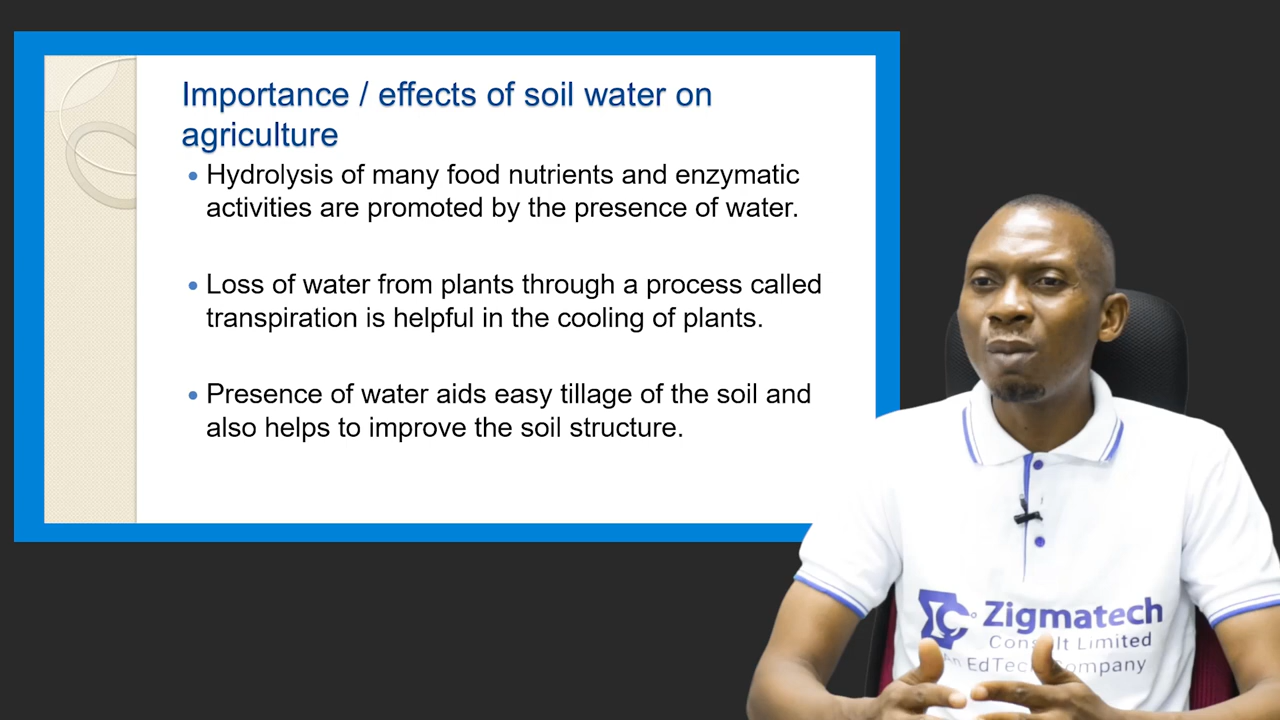 Importance / effects of soil water on
agriculture
• Hydrolysis of many food nutrients and enzymatic
activities are promoted by the presence of water.
• Loss of water from plants through a process called
transpiration is helpful in the cooling of plants.
• Presence of water aids easy tillage of the soil and
also helps to improve the soil structure.
Zigmatech
Limited
EdTech Company